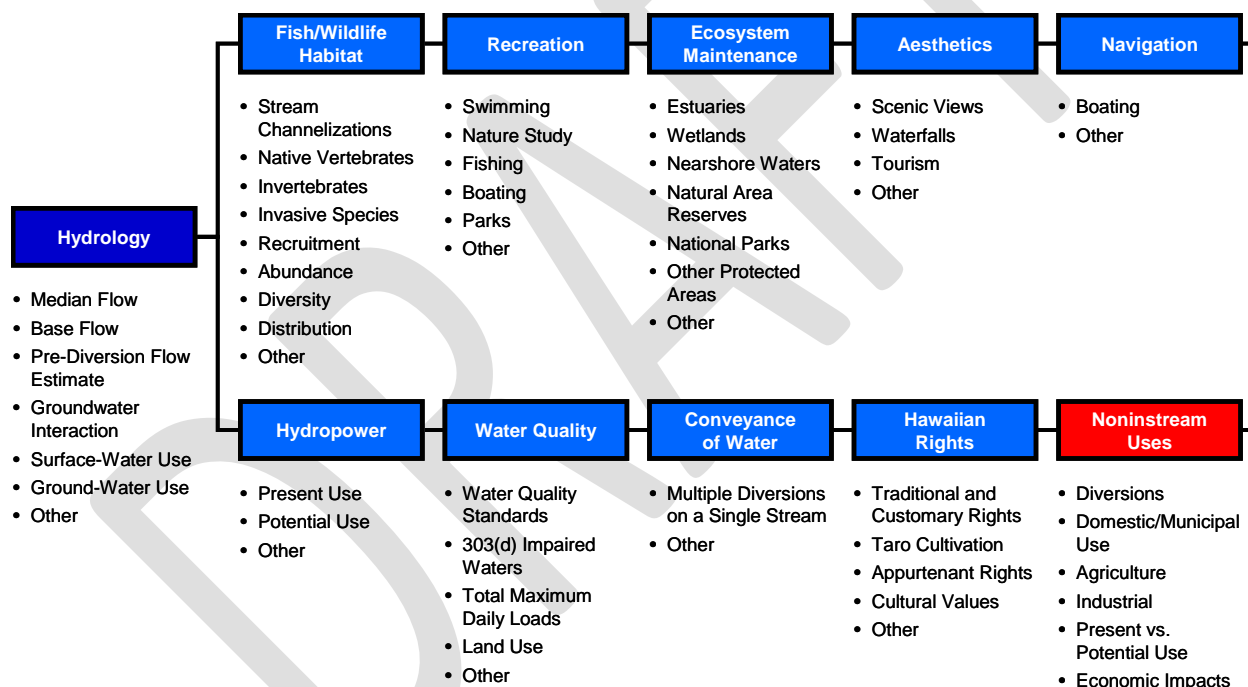 Fish/Wildlife
Habitat
Recreation
Ecosystem
Maintenance
Aesthetics
Navigation
• Stream
Channelizations
• Native Vertebrates
• Invertebrates
• Invasive Species
• Recruitment
• Abundance
• Diversity
• Distribution
• Other
• Swimming
• Nature Study
• Fishing
• Boating
• Parks
• Other
• Estuaries
• Wetlands
• Nearshore Waters
• Natural Area
Reserves
• National Parks
• Other Protected
Areas
• Other
• Scenic Views
• Waterfalls
• Tourism
• Other
• Boating
• Other
Hydrology
• Median Flow
• Base Flow
• Pre-Diversion Flow
Estimate
• Groundwater
Interaction
• Surface-Water Use
• Ground-Water Use
• Other
Hydropower
Water Quality
Conveyance
of Water
Hawaiian
Rights
Noninstream
Uses
• Present Use
• Potential Use
• Other
• Water Quality
Standards
• 303(d) Impaired
Waters
• Total Maximum
Daily Loads
• Land Use
• Other
• Multiple Diversions
on a Single Stream
• Other
• Traditional and
Customary Rights
• Taro Cultivation
• Appurtenant Rights
• Cultural Values
• Other
• Diversions
• Domestic/Municipal
Use
• Agriculture
• Industrial
• Present vs.
Potential Use
• Economic Impacts
DRAF